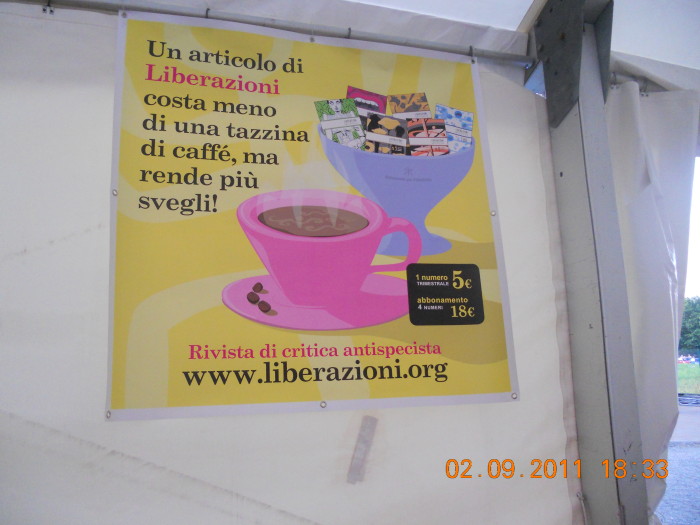 Un articolo di
Liberazioni
costa meno
di una tazzina
di caffé, ma
rende più
svegli!
1 numero
TRIMESTRALE 5€
abbonamento
4 NUMERI 18€
Rivista di critica antispecista
www.liberazioni.org
02.09.2011 18:33